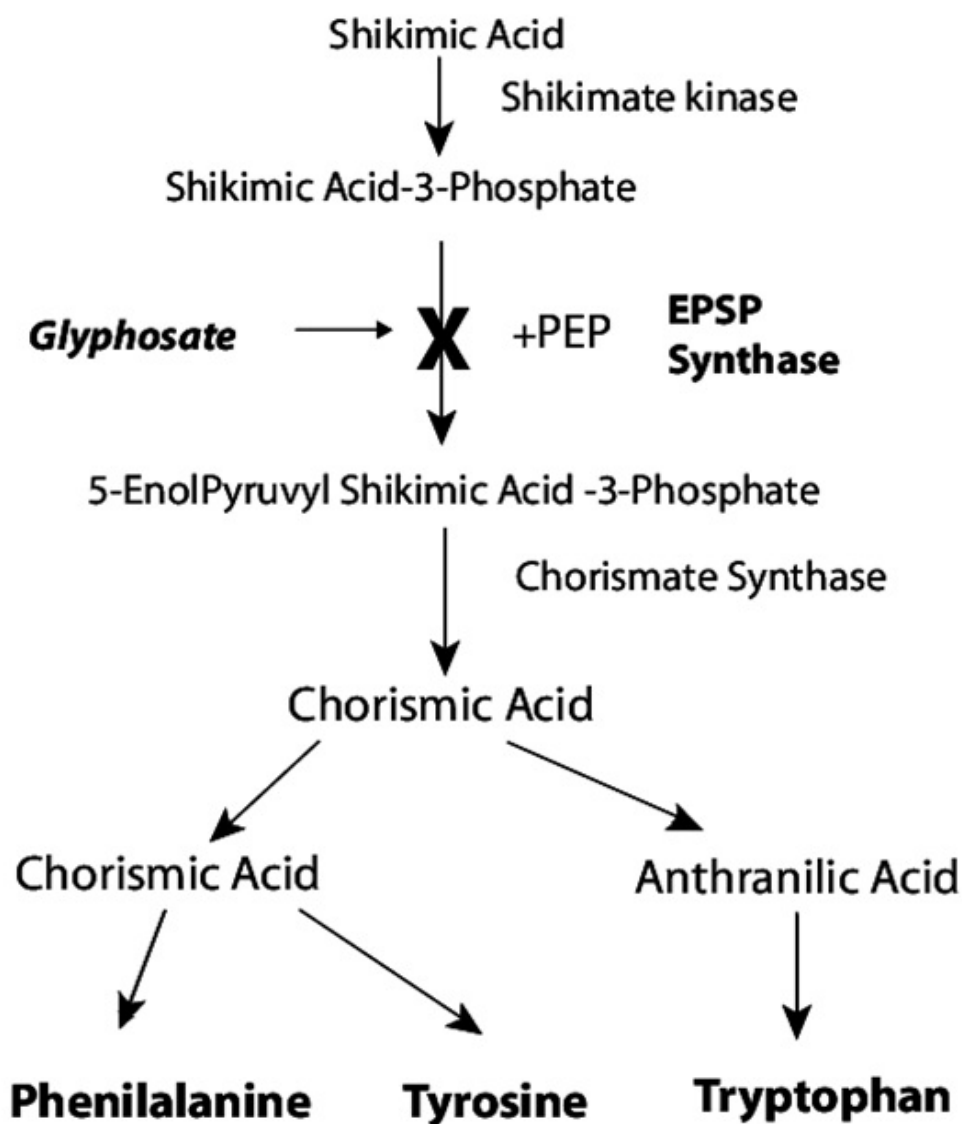 Shikimic Acid
Shikimate kinase
Shikimic Acid-3-Phosphate
Glyphosate
X
+PEP
EPSP
Synthase
5-EnolPyruvyl Shikimic Acid -3-Phosphate
Chorismate Synthase
Chorismic Acid
Chorismic Acid
Anthranilic Acid
Phenilalanine
Tyrosine
Tryptophan